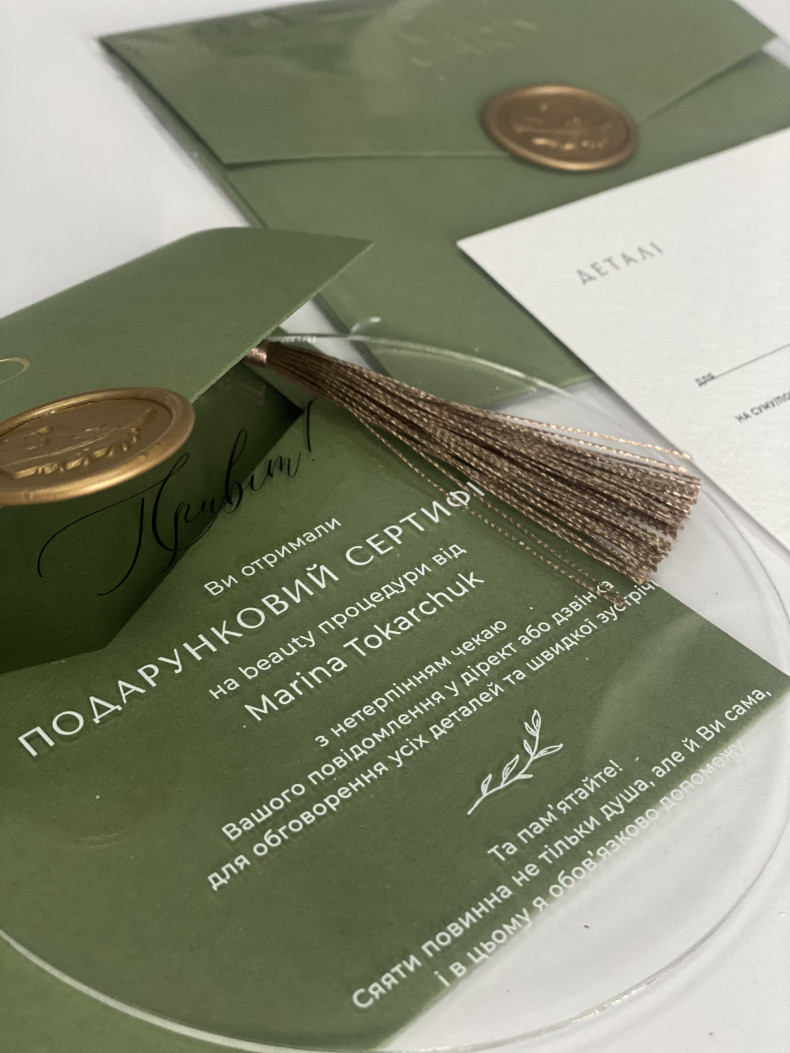 ДЕТАЛІ
для
Привіт!
Ви отримали
ПОДАРУНКОВИЙ СЕРТИФІ
на beauty процедури від
Marina Tokarchuk
з нетерпінням чекаю
Вашого повідомлення у дірект або дзвінка
для обговорення усіх деталей та швидкої зустрічі
Та пам'ятайте!
Сяяти повинна не тільки душа, але й Ви сама,
і в цьому я обов'язково допоможу